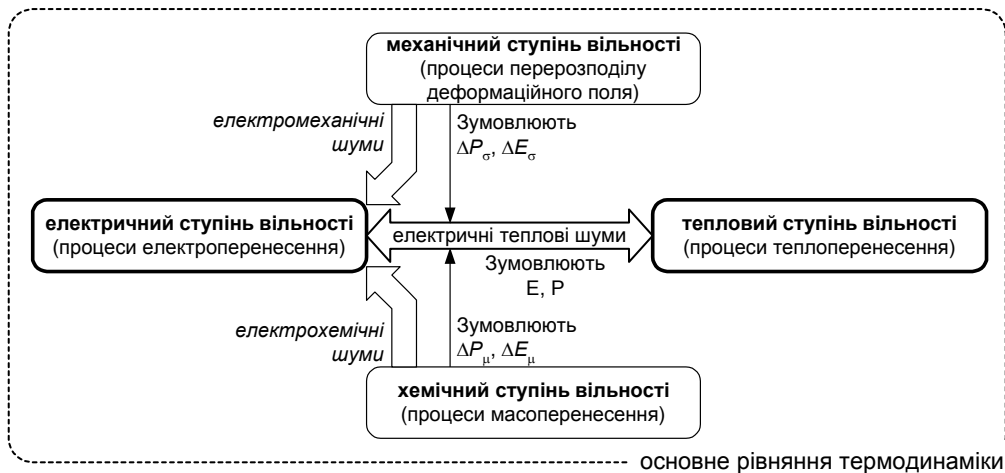 механічний ступінь вільності
(процеси перерозподілу
деформаційного поля)
електромеханічні
шуми
Зумовлюють
ΔPσ, ΔEσ
електричний ступінь вільності
(процеси електроперенесення)
електричні теплові шуми
тепловий ступінь вільності
(процеси теплоперенесення)
Зумовлюють
E, P
електрохемічні
шуми
Зумовлюють
ΔPμ, ΔEμ
хемічний ступінь вільності
(процеси масоперенесення)
основне рівняння термодинаміки